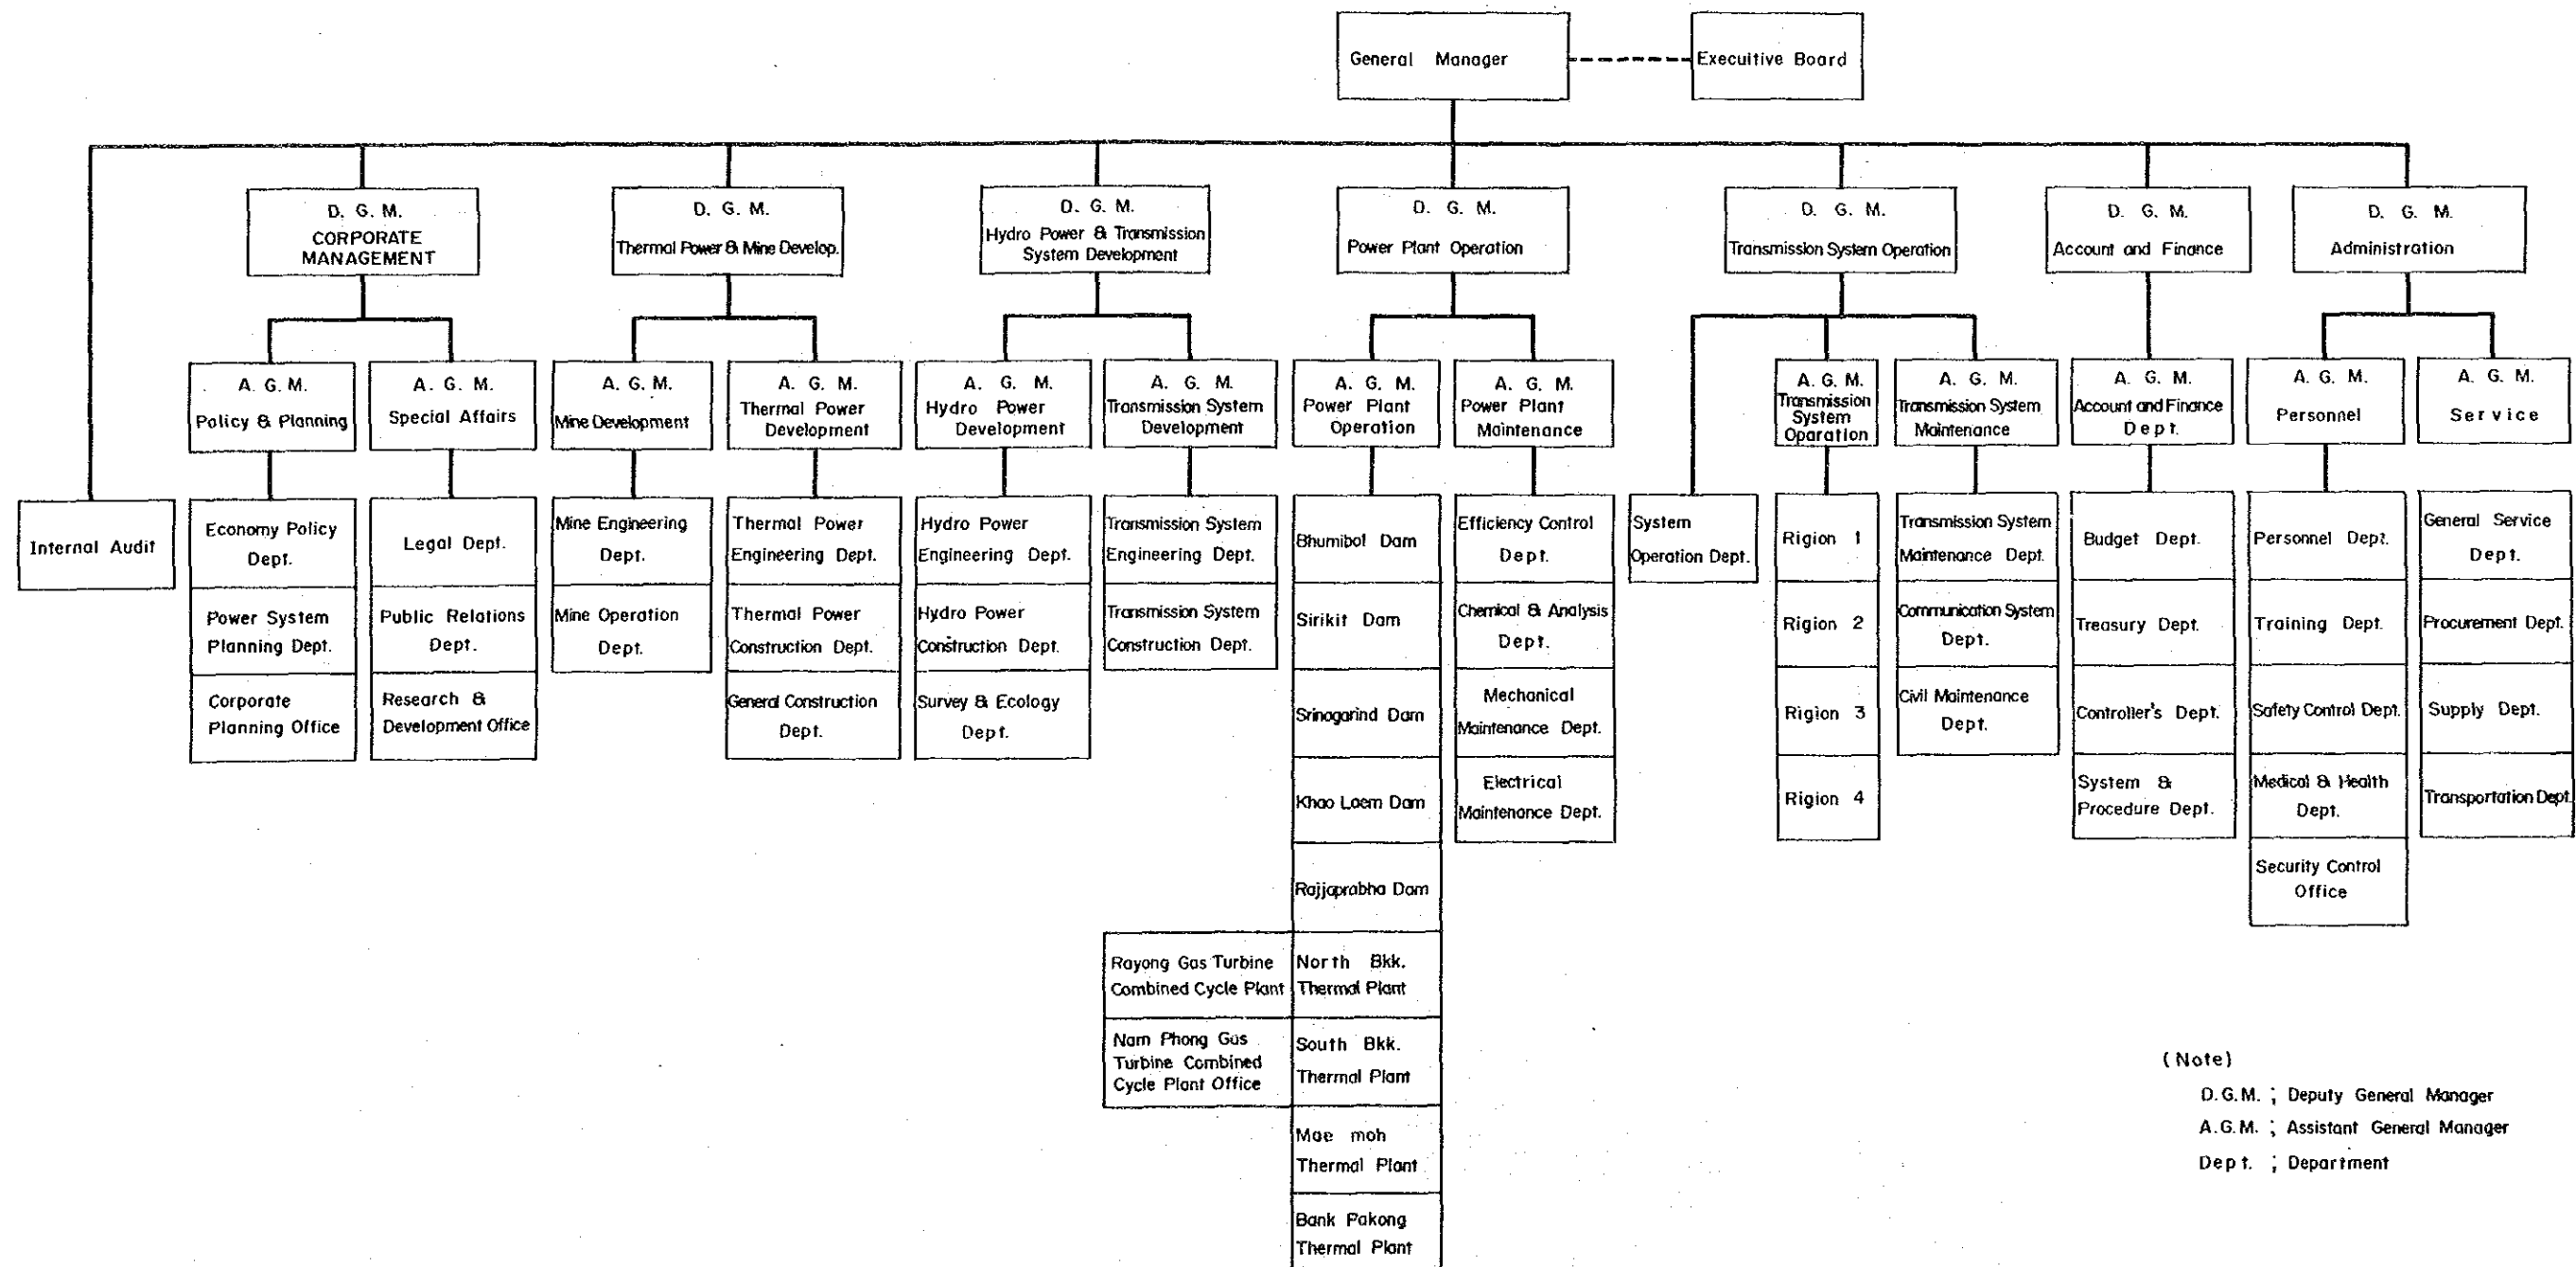 General Manager
Execuitive Board
D. G. M.
CORPORATE
MANAGEMENT
D. G. M.
Thermal Power & Mine Develop.
D. G. M.
Hydro Power & Transmission
System Development
D. G. M.
Power Plant Operation
D. G. M.
Transmission System Operation
D. G. M.
Account and Finance
D. G. M.
Administration
A. G. M.
Policy & Planning
A. G. M.
Special Affairs
A. G. M.
Mine Development
A. G. M.
Thermal Power
Development
A. G. M.
Hydro Power
Development
A. G. M.
Transmission System
Development
A. G. M.
Power Plant
Operation
A. G. M.
Power Plant
Maintenance
A. G. M.
Transmission
System
Oparation
A. G. M.
Transmission System
Maintenance
A. G. M.
Account and Finance
Dept.
A. G. M.
Personnel
A. G. M.
Service
Internal Audit
Economy Policy
Dept.
Power System
Planning Dept.
Corporate
Planning Office
Legal Dept.
Public Relations
Dept.
Research &
Development Office
Mine Engineering
Dept.
Mine Operation
Dept.
Thermal Power
Engineering Dept.
Thermal Power
Construction Dept.
General Construction
Dept.
Hydro Power
Engineering Dept.
Hydro Power
Construction Dept.
Survey & Ecology
Dept.
Transmission System
Engineering Dept.
Transmission System
Construction Dept.
Bhumibol Dam
Sirikit Dam
Srinagarind Dam
Khao Laem Dam
Rajjaprabha Dam
North Bkk.
Thermal Plant
South Bkk.
Thermal Plant
Mae moh
Thermal Plant
Bank Pakong
Thermal Plant
Rayong Gas Turbine
Combined Cycle Plant
Nam Phong Gas
Turbine Combined
Cycle Plant Office
Efficiency Control
Dept.
Chemical & Analysis
Dept.
Mechanical
Maintenance Dept.
Electrical
Maintenance Dept.
System
Operation Dept.
Rigion 1
Rigion 2
Rigion 3
Rigion 4
Transmission System
Maintenance Dept.
Communication System
Dept.
Civil Maintenance
Dept.
Budget Dept.
Treasury Dept.
Controller's Dept.
System &
Procedure Dept.
Personnel Dept.
Training Dept.
Safety Control Dept.
Medical & Health
Dept.
Security Control
Office
General Service
Dept.
Procurement Dept.
Supply Dept.
Transportation Dept.
(Note)
D.G.M. ; Deputy General Manager
A.G.M. ; Assistant General Manager
Dept. ; Department